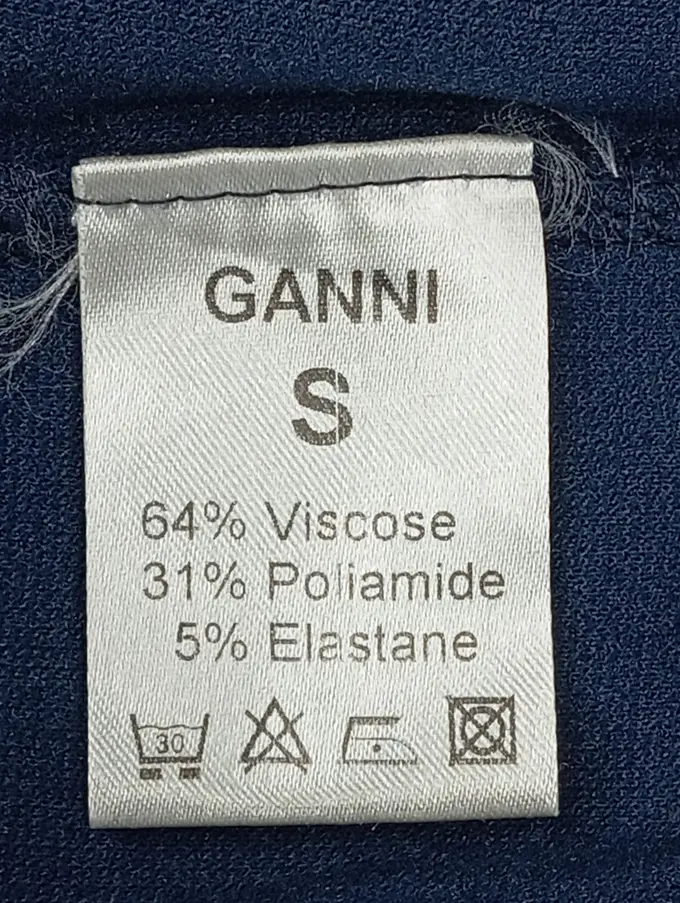 GANNI
S
64% Viscose
31% Poliamide
5% Elastane
30